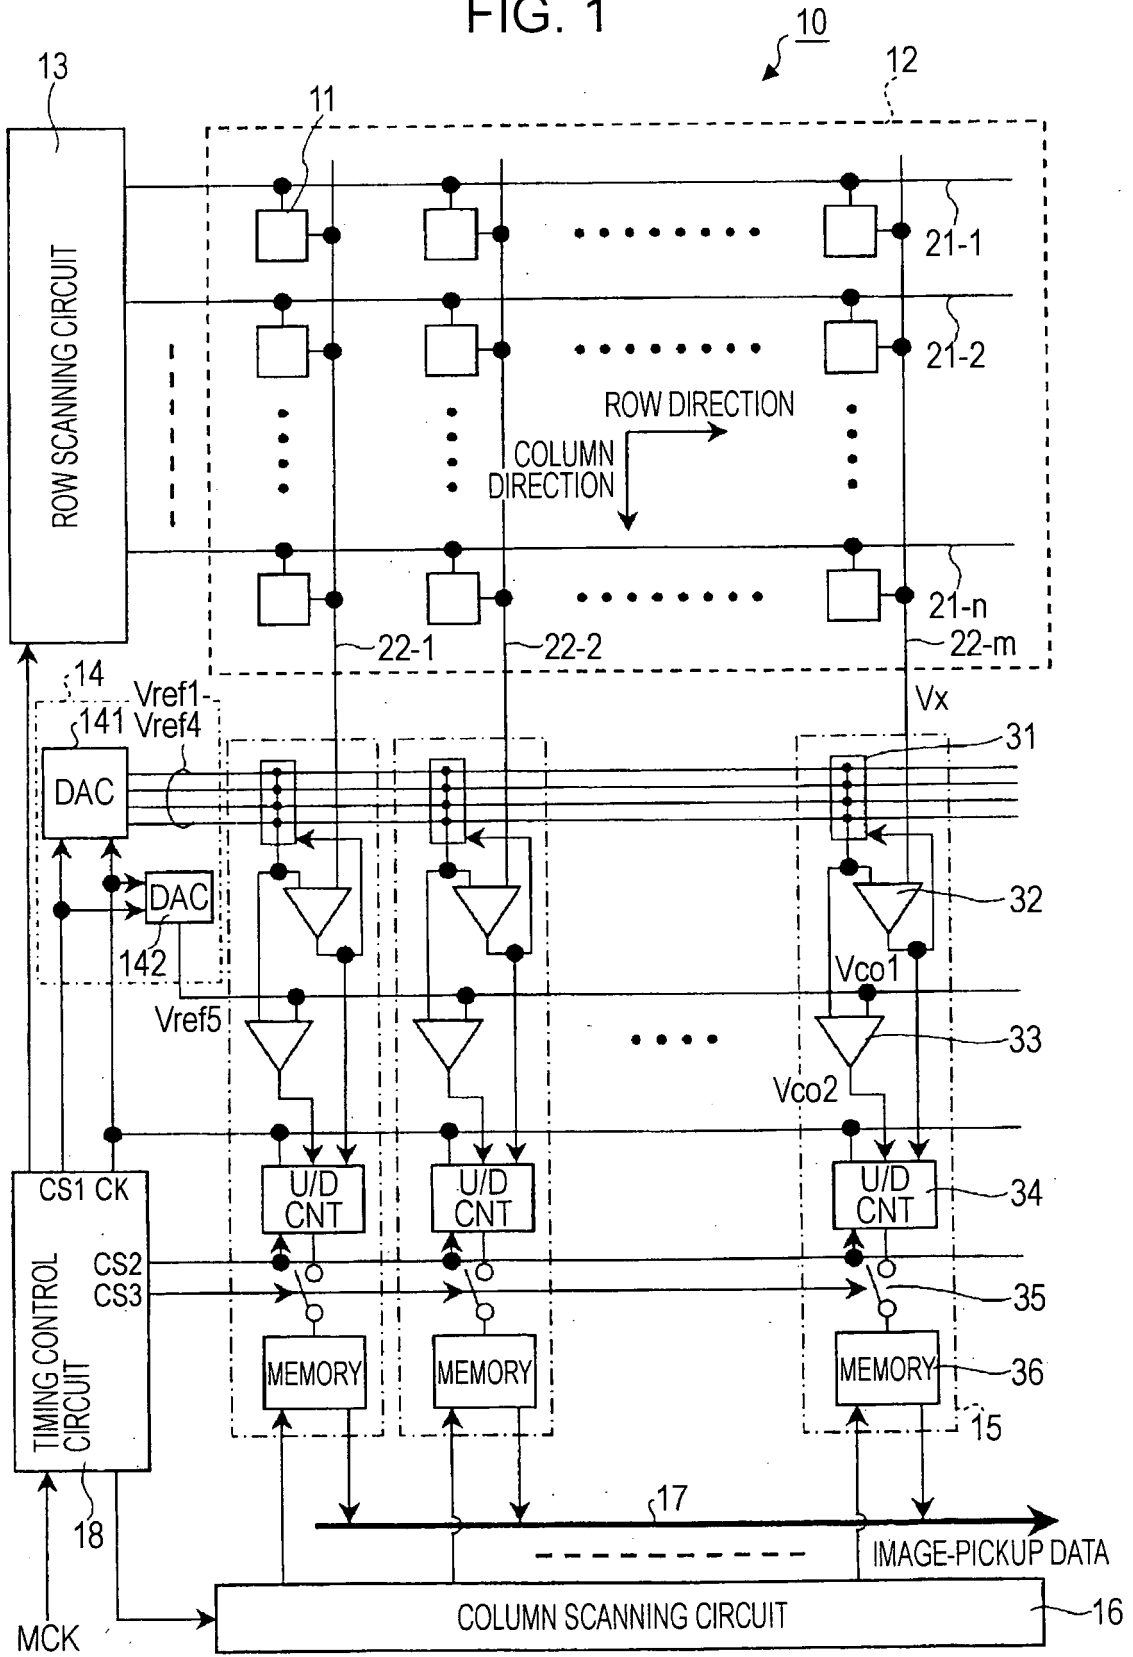 FIG. 1
10
13
12
11
ROW SCANNING CIRCUIT
21-1
21-2
ROW DIRECTION
COLUMN
DIRECTION
21-n
22-1
22-2
22-m
14
Vref1-
Vref4
141
DAC
Vx
31
DAC
142
32
Vco1
Vref5
33
Vco2
CS1 CK
U/D
CNT
U/D
CNT
U/D
CNT
34
CS2
CS3
35
TIMING CONTROL
CIRCUIT
MEMORY
MEMORY
MEMORY
36
15
18
17
IMAGE-PICKUP DATA
MCK
COLUMN SCANNING CIRCUIT
16